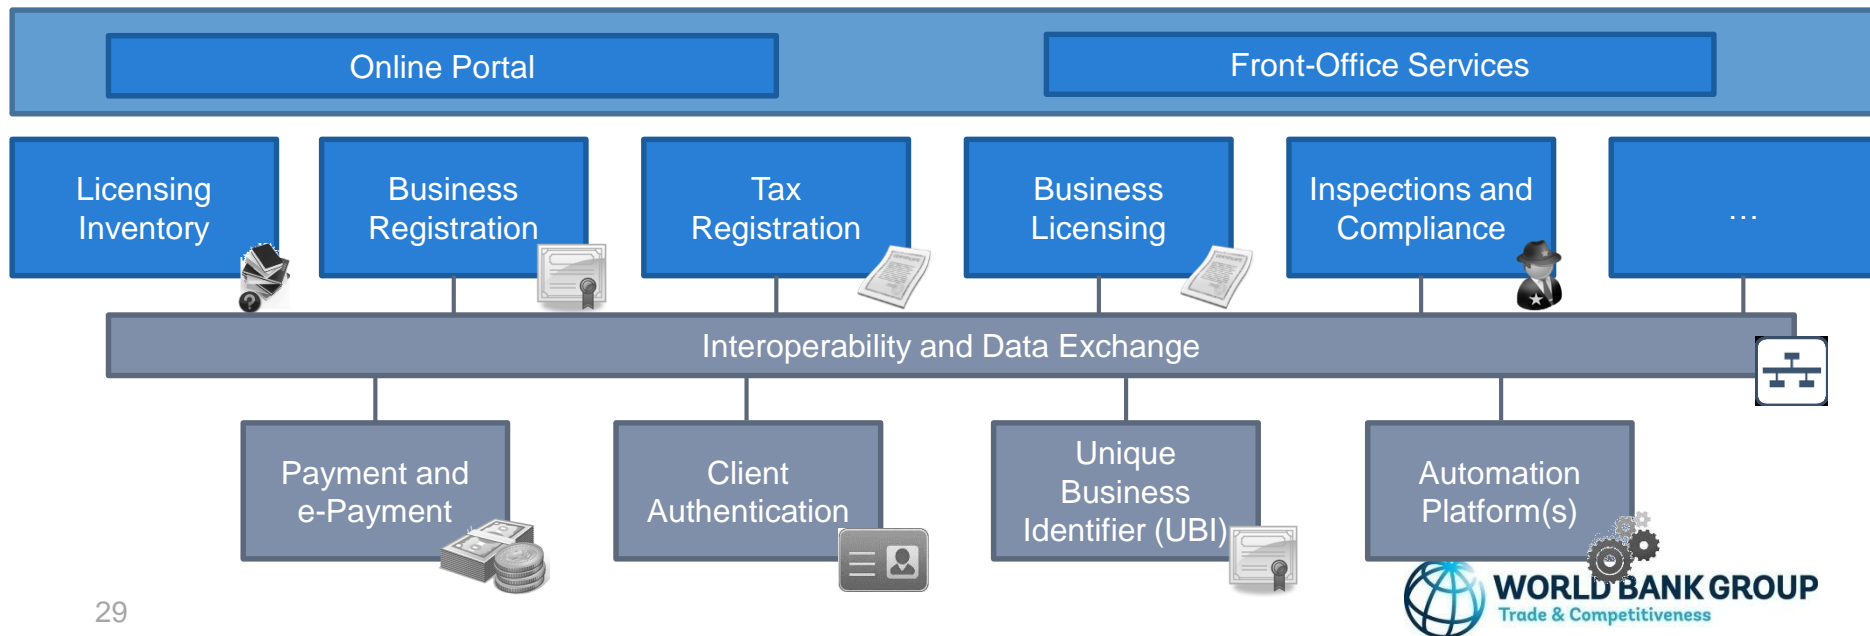 Online Portal
Front-Office Services
Licensing
Inventory
Business
Registration
Tax
Registration
Business
Licensing
Inspections and
Compliance
...
Interoperability and Data Exchange
Payment and
e-Payment
Client
Authentication
Unique
Business
Identifier (UBI)
Automation
Platform(s)
WORLD BANK GROUP
Trade & Competitiveness
29